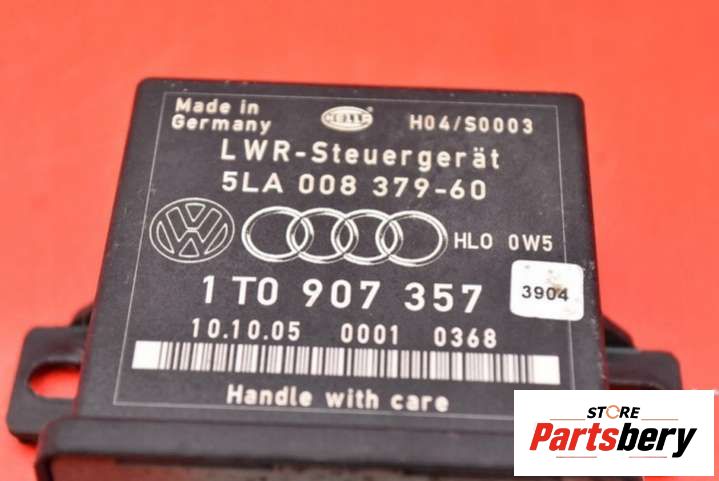 Made in
Germany
HELLA
H04/S0003
LWR-Steuergerät
5LA 008 379-60
VW
HLO 0W5
1T0 907 357
3904
10.10.05 0001 0368
Handle with care
STORE
Partsbery